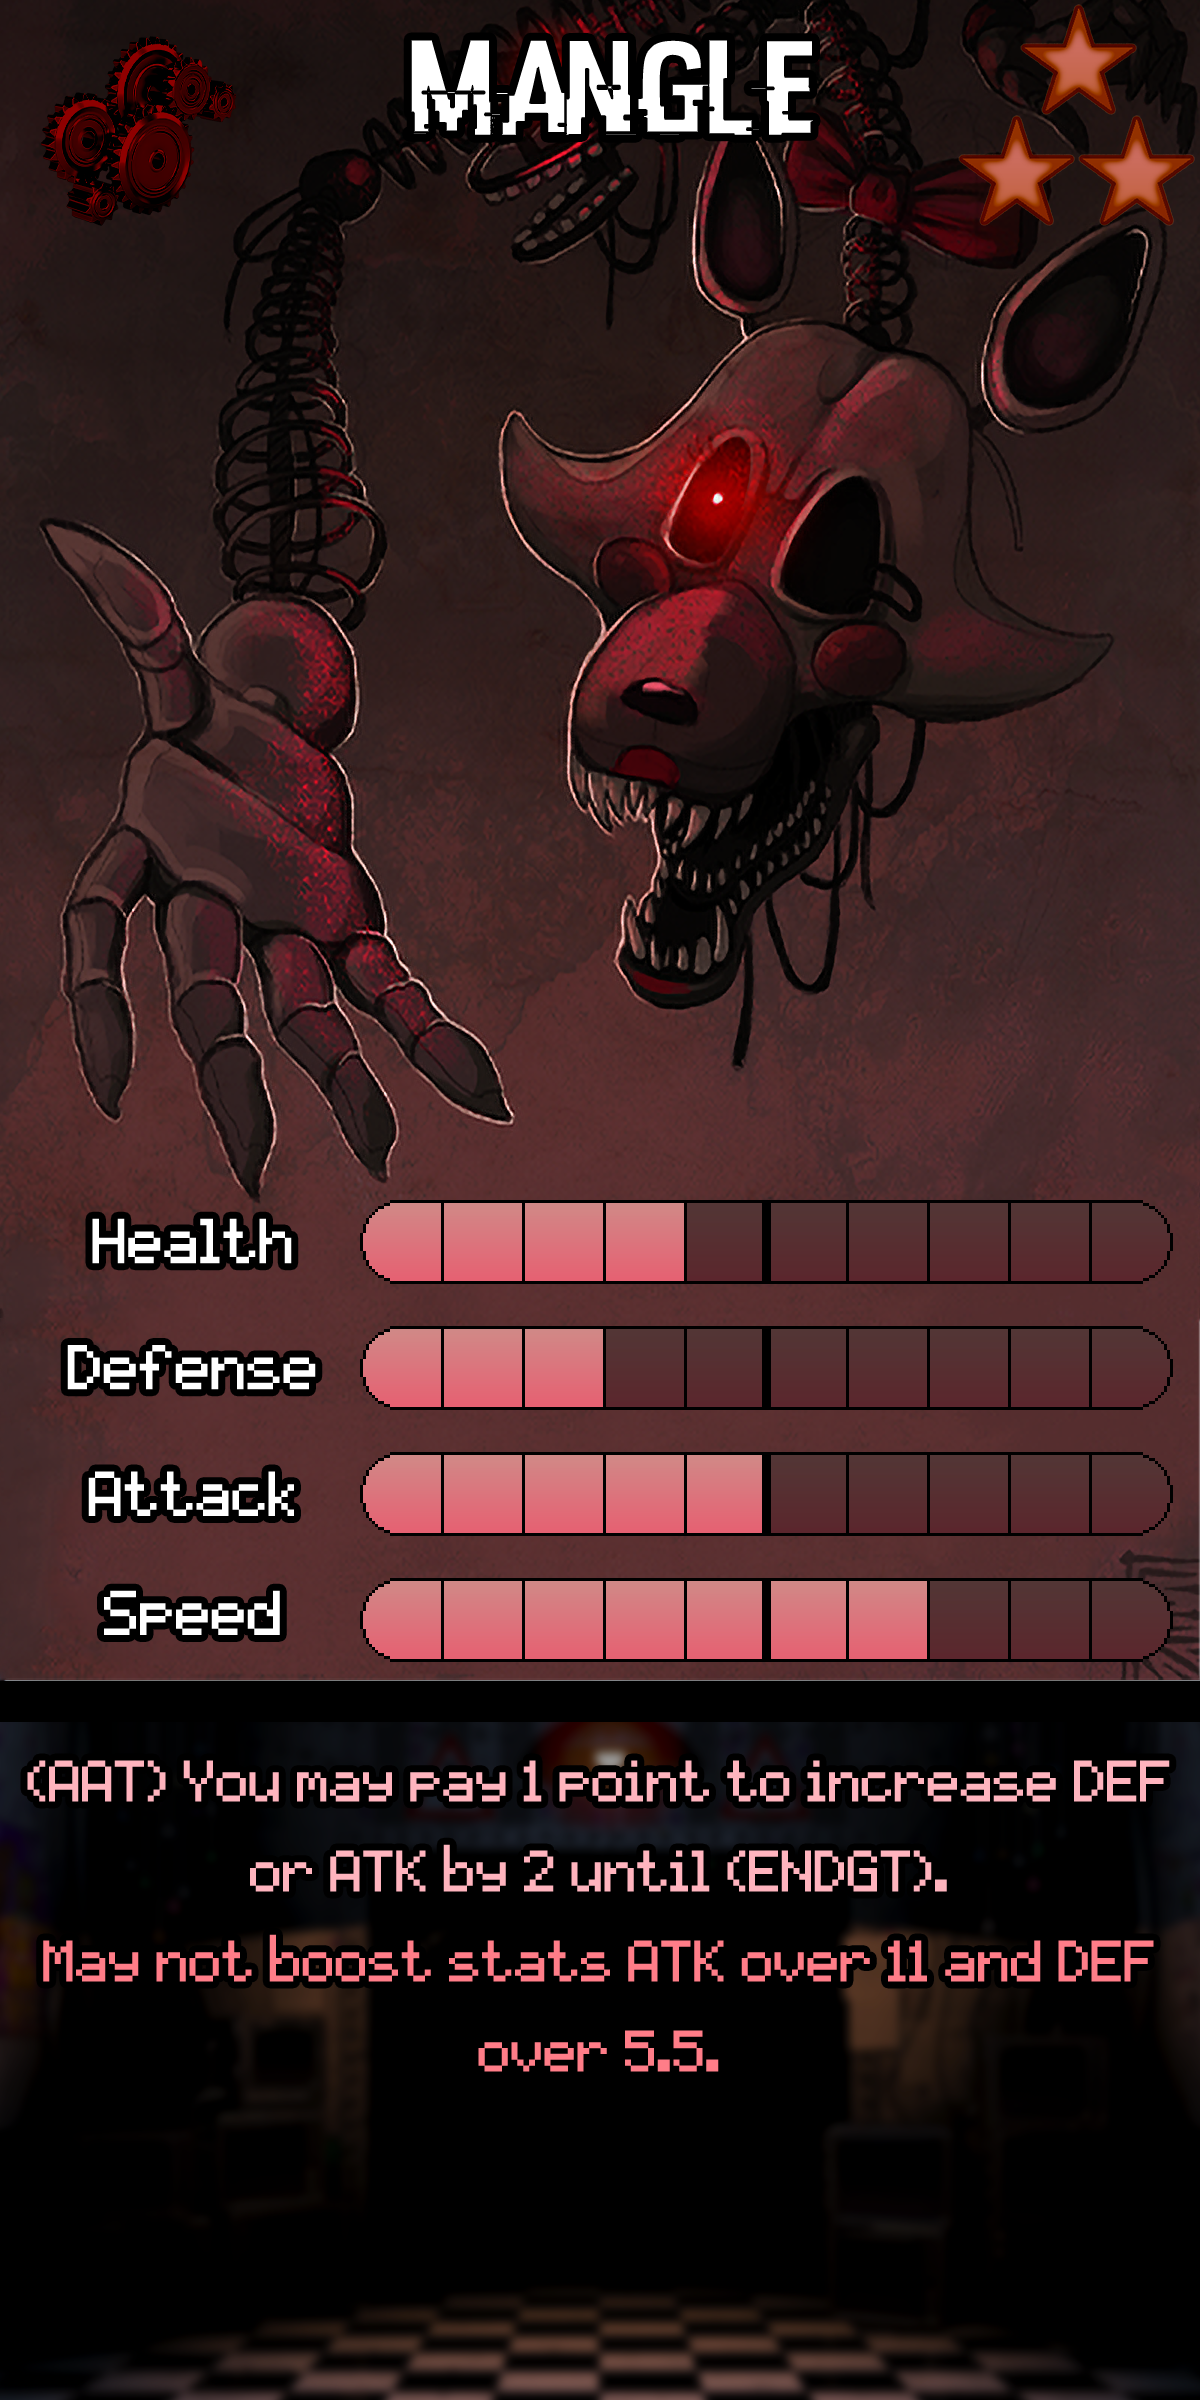 MANGLE
Health
Defense
Attack
Speed
(AAT) You may pay 1 point to increase DEF
or ATK by 2 until (ENDGT).
May not boost stats ATK over 11 and DEF
over 5.5.